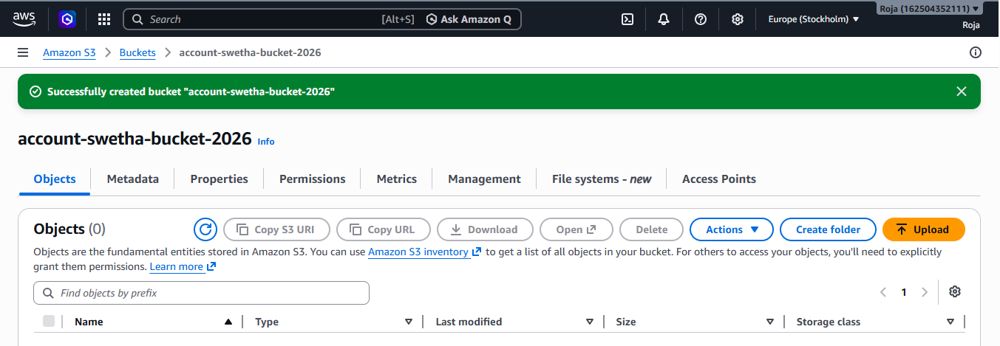 aws Search [Alt+S] Ask Amazon Q Europe (Stockholm) Roja (162504352111)
Roja
Amazon S3 Buckets account-swetha-bucket-2026
Successfully created bucket "account-swetha-bucket-2026"
account-swetha-bucket-2026 Info
Objects Metadata Properties Permissions Metrics Management File systems - new Access Points
Objects (0) Copy S3 URI Copy URL Download Open Delete Actions Create folder Upload
Objects are the fundamental entities stored in Amazon S3. You can use Amazon S3 inventory to get a list of all objects in your bucket. For others to access your objects, you'll need to explicitly
grant them permissions. Learn more
Find objects by prefix 1
Name Type Last modified Size Storage class